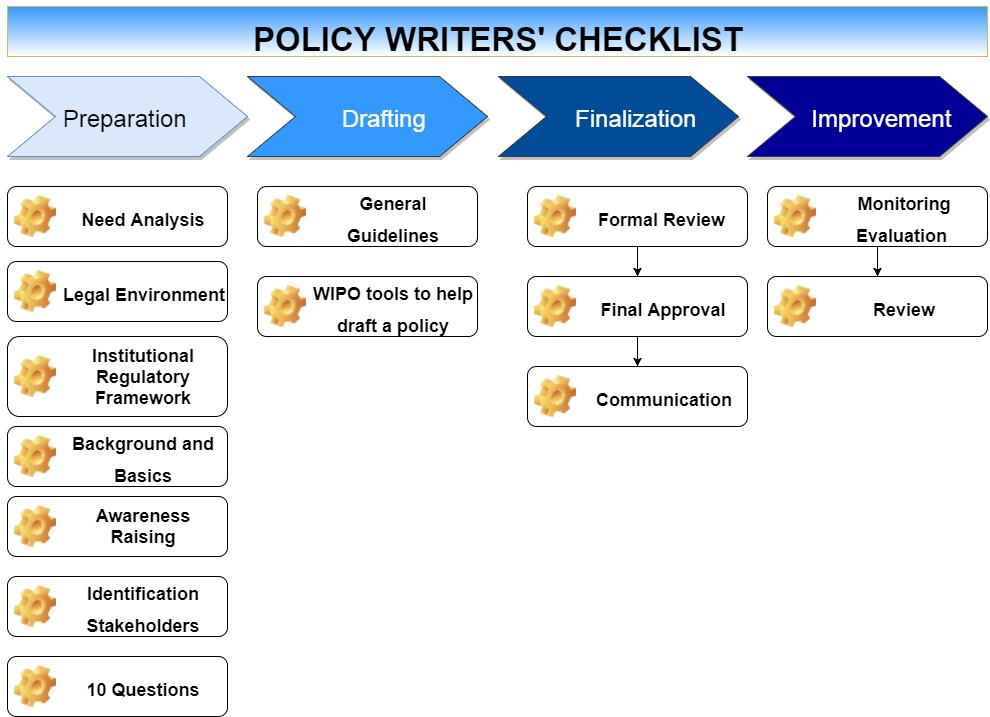 POLICY WRITERS' CHECKLIST
Preparation
Drafting
Finalization
Improvement
Need Analysis
Legal Environment
Institutional
Regulatory
Framework
Background and
Basics
Awareness
Raising
Identification
Stakeholders
10 Questions
General
Guidelines
WIPO tools to help
draft a policy
Formal Review
Final Approval
Communication
Monitoring
Evaluation
Review